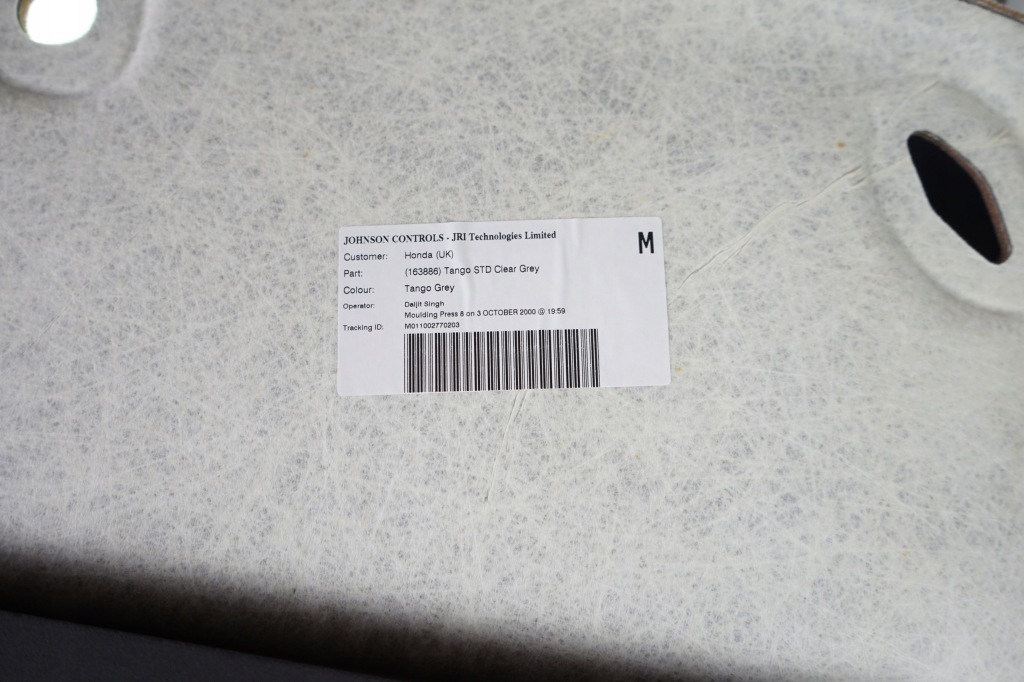 JOHNSON CONTROLS - JRI Technologies Limited
M
Customer: Honda (UK)
Part: (163886) Tango STD Clear Grey
Colour: Tango Grey
Operator: Daljit Singh
Moulding Press 8 on 3 OCTOBER 2000 @ 19:59
Tracking ID: M011002770203